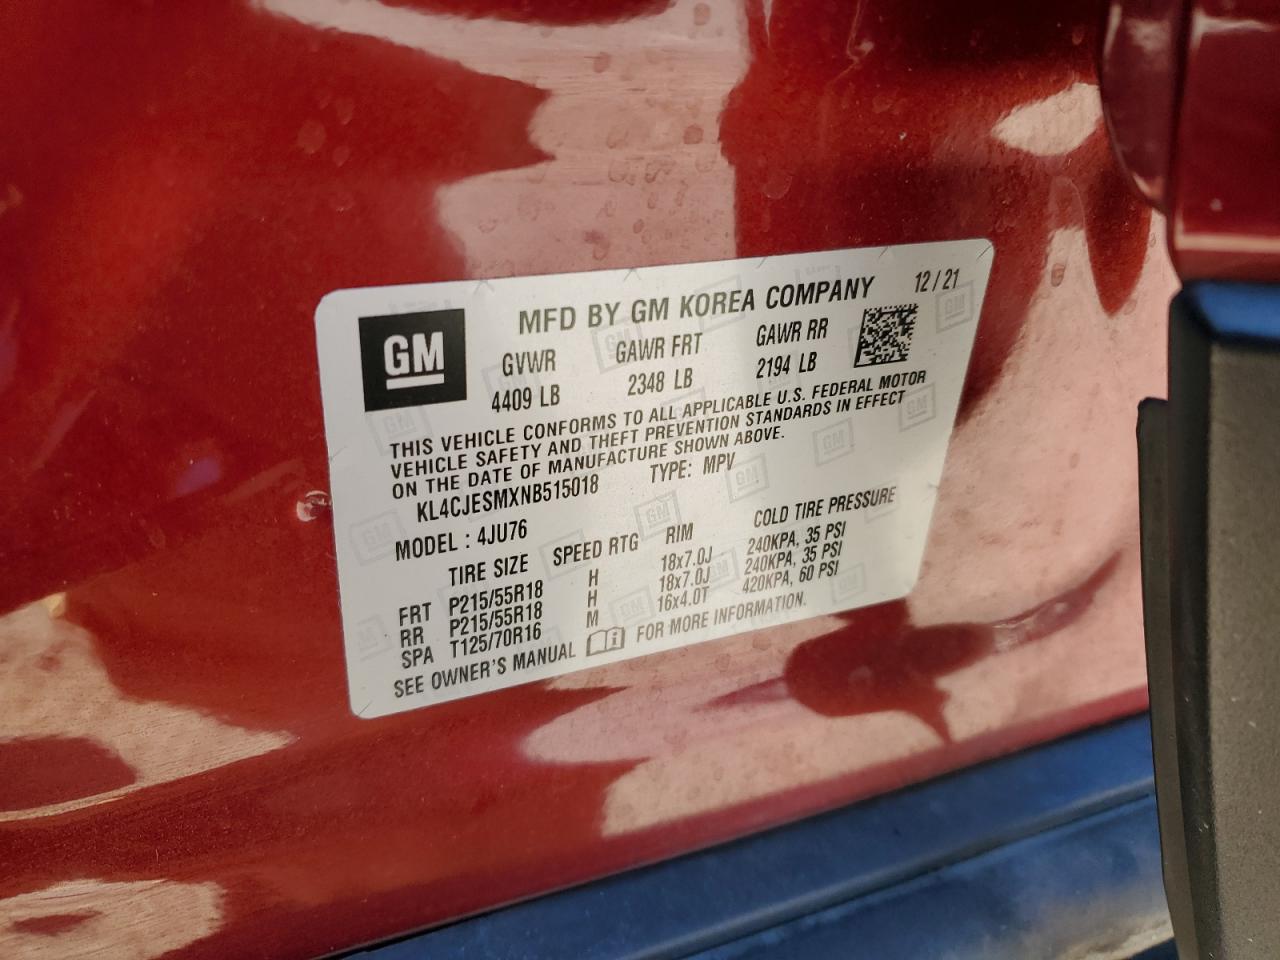 GM
MFD BY GM KOREA COMPANY 12 / 21
GVWR GAWR FRT GAWR RR
4409 LB 2348 LB 2194 LB
THIS VEHICLE CONFORMS TO ALL APPLICABLE U.S. FEDERAL MOTOR
VEHICLE SAFETY AND THEFT PREVENTION STANDARDS IN EFFECT
ON THE DATE OF MANUFACTURE SHOWN ABOVE.
KL4CJESMXNB515018 TYPE: MPV
MODEL : 4JU76
TIRE SIZE SPEED RTG RIM COLD TIRE PRESSURE
FRT P215/55R18 H 18x7.0J 240KPA, 35 PSI
RR P215/55R18 H 18x7.0J 240KPA, 35 PSI
SPA T125/70R16 M 16x4.0T 420KPA, 60 PSI
SEE OWNER'S MANUAL FOR MORE INFORMATION.